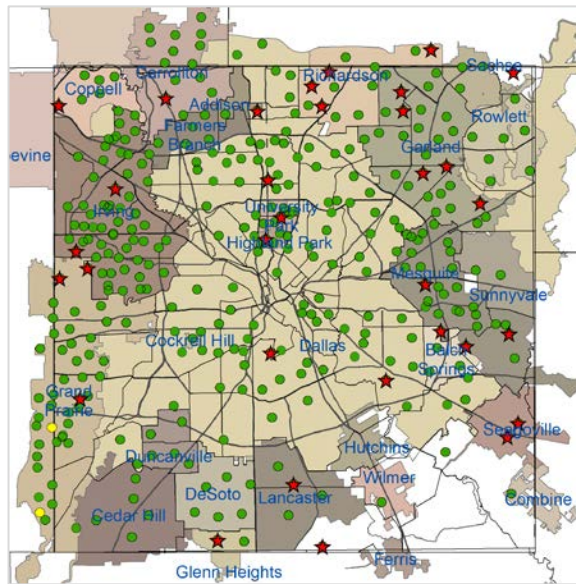 Sachse
Carrollton
Richardson
Coppell
Addison
Rowlett
Farmers
Branch
Garland
evine
Irving
University
Park
Highland Park
Mesquite
Sunnyvale
Cockrell Hill
Dallas
Balch
Springs
Grand
Prairie
Seagoville
Hutchins
Duncanville
Wilmer
DeSoto
Lancaster
Combine
Cedar Hill
Ferris
Glenn Heights